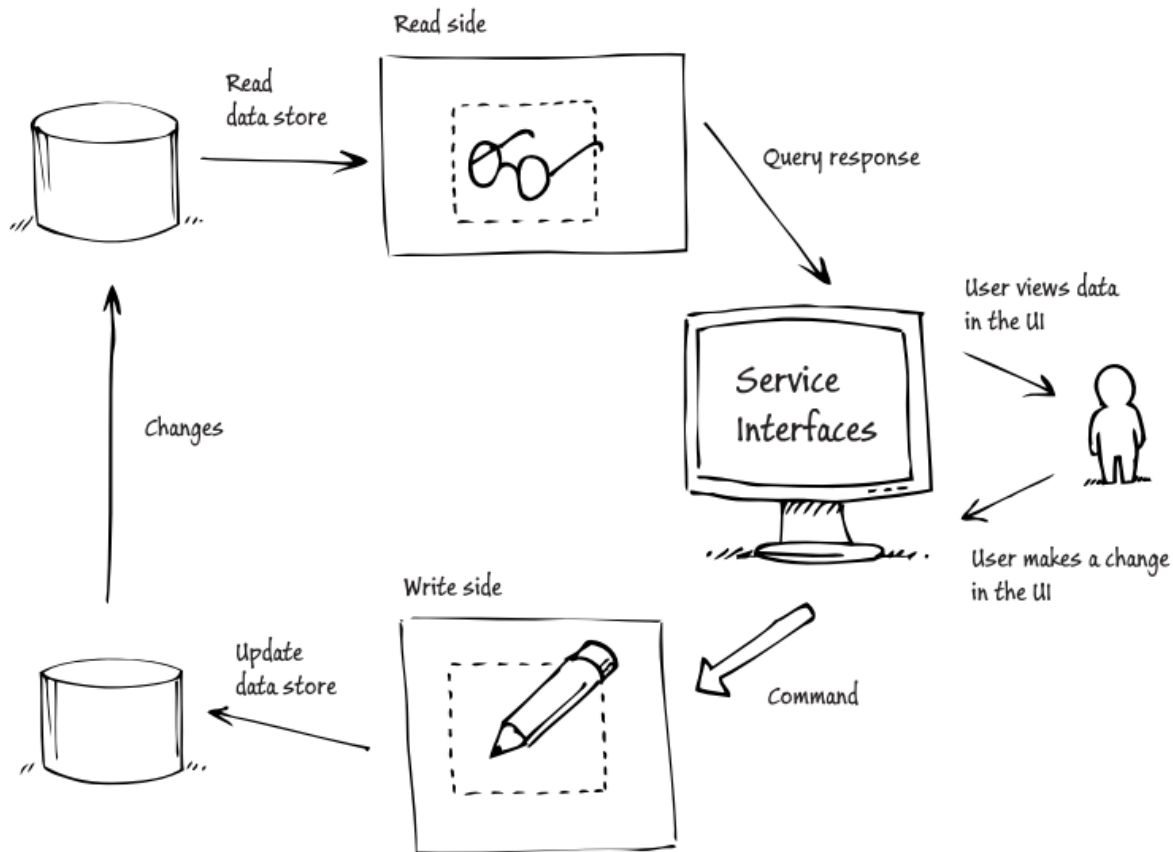 Read side
Read
data store
Query response
User views data
in the UI
Service
Interfaces
Changes
User makes a change
in the UI
Write side
Update
data store
Command